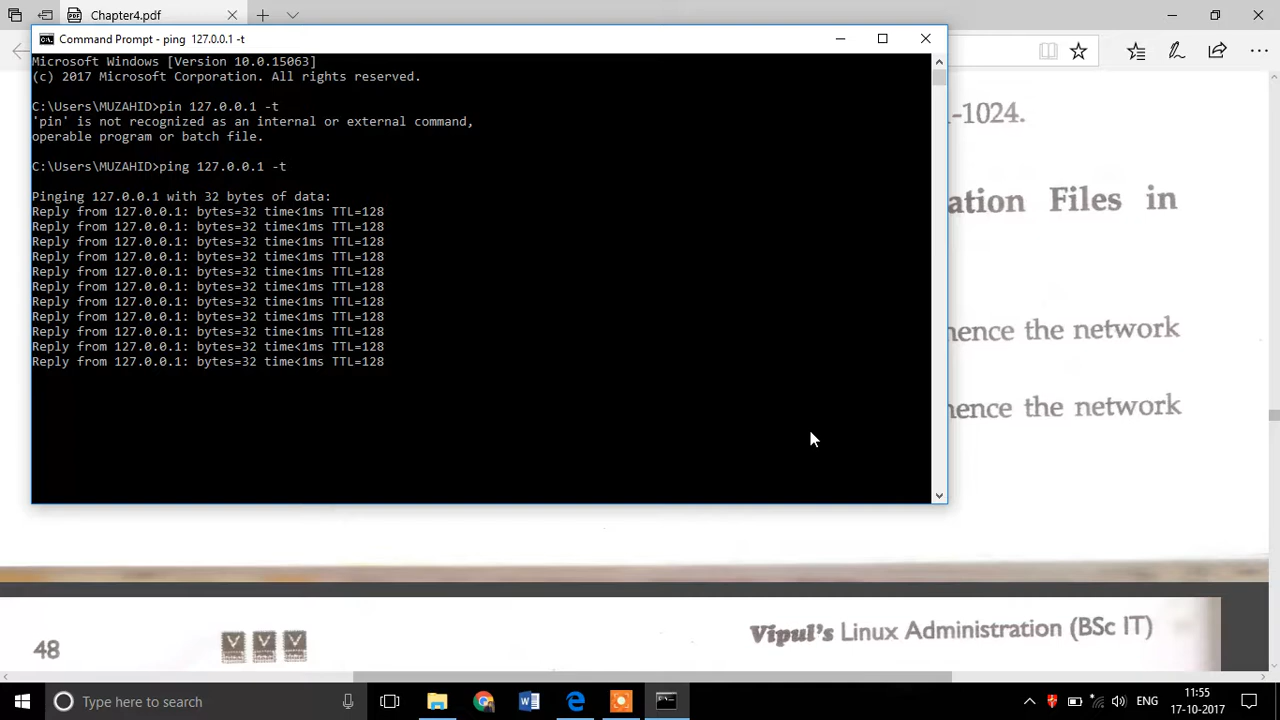 Chapter4.pdf
Command Prompt - ping 127.0.0.1 -t
Microsoft Windows [Version 10.0.15063]
(c) 2017 Microsoft Corporation. All rights reserved.
C:\Users\MUZAHID>pin 127.0.0.1 -t
'pin' is not recognized as an internal or external command,
operable program or batch file.
C:\Users\MUZAHID>ping 127.0.0.1 -t
Pinging 127.0.0.1 with 32 bytes of data:
Reply from 127.0.0.1: bytes=32 time<1ms TTL=128
Reply from 127.0.0.1: bytes=32 time<1ms TTL=128
Reply from 127.0.0.1: bytes=32 time<1ms TTL=128
Reply from 127.0.0.1: bytes=32 time<1ms TTL=128
Reply from 127.0.0.1: bytes=32 time<1ms TTL=128
Reply from 127.0.0.1: bytes=32 time<1ms TTL=128
Reply from 127.0.0.1: bytes=32 time<1ms TTL=128
Reply from 127.0.0.1: bytes=32 time<1ms TTL=128
Reply from 127.0.0.1: bytes=32 time<1ms TTL=128
Reply from 127.0.0.1: bytes=32 time<1ms TTL=128
Reply from 127.0.0.1: bytes=32 time<1ms TTL=128
-1024.
ation Files in
hence the network
hence the network
48
Vipul's Linux Administration (BSc IT)
Type here to search
ENG
11:55
17-10-2017